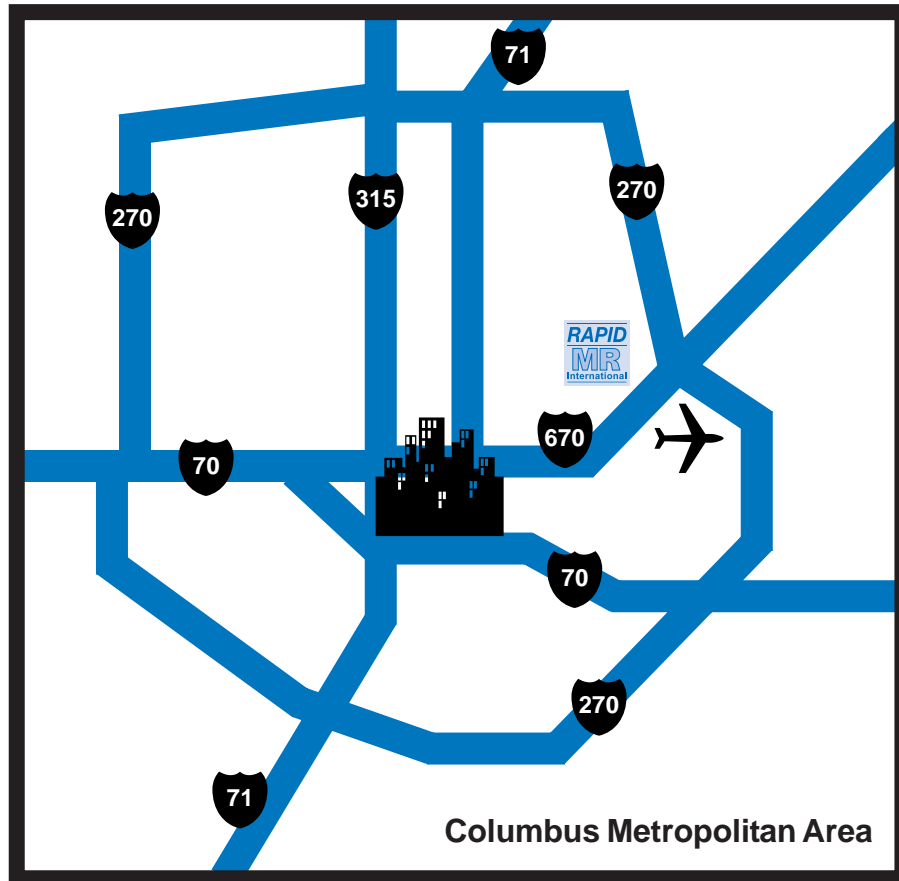 71
270
315
270
RAPID
MR
International
670
70
70
270
71
Columbus Metropolitan Area